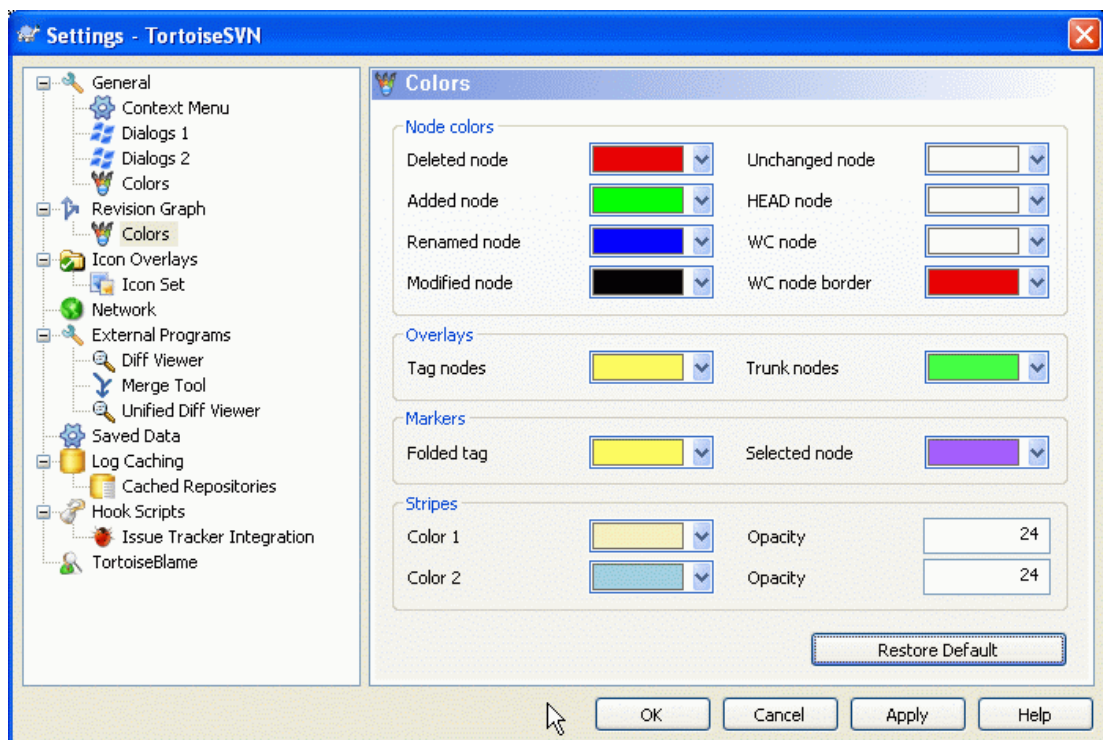 Settings - TortoiseSVN
General
Context Menu
Dialogs 1
Dialogs 2
Colors
Revision Graph
Colors
Icon Overlays
Icon Set
Network
External Programs
Diff Viewer
Merge Tool
Unified Diff Viewer
Saved Data
Log Caching
Cached Repositories
Hook Scripts
Issue Tracker Integration
TortoiseBlame
Colors
Node colors
Deleted node
Unchanged node
Added node
HEAD node
Renamed node
WC node
Modified node
WC node border
Overlays
Tag nodes
Trunk nodes
Markers
Folded tag
Selected node
Stripes
Color 1
Opacity 24
Color 2
Opacity 24
Restore Default
OK Cancel Apply Help